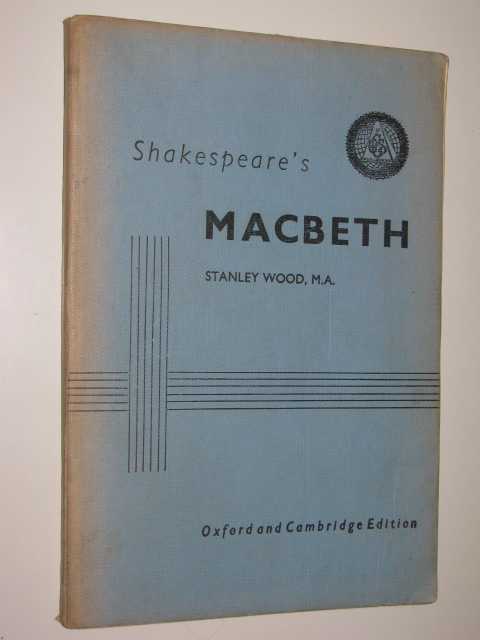 Shakespeare's
MACBETH
STANLEY WOOD, M.A.
Oxford and Cambridge Edition